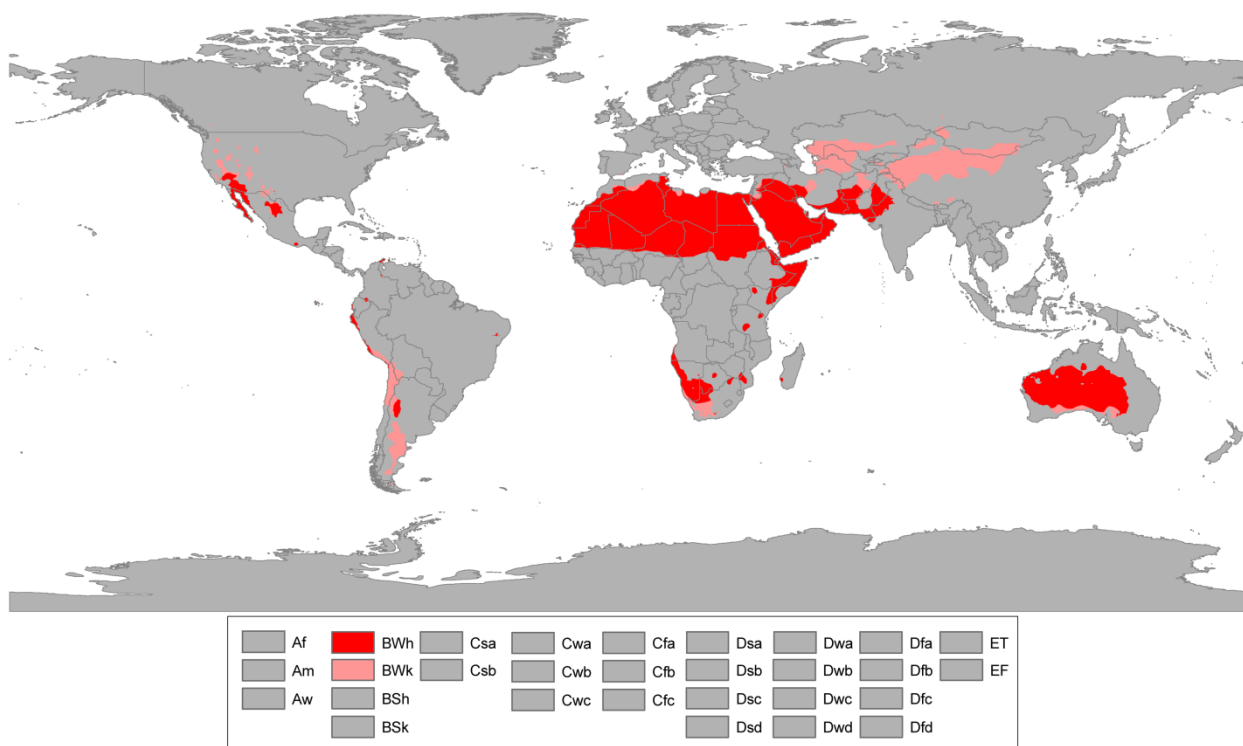 Af BWh Csa Cwa Cfa Dsa Dwa Dfa ET
Am BWk Csb Cwb Cfb Dsb Dwb Dfb EF
Aw BSh Cwc Cfc Dsc Dwc Dfc
BSk Dsd Dwd Dfd